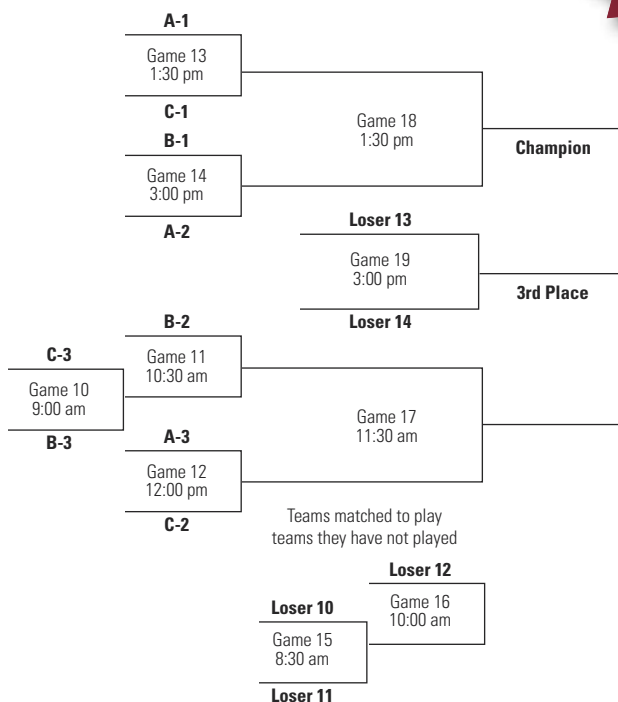 A-1
Game 13
1:30 pm
C-1
B-1
Game 14
3:00 pm
A-2
Game 18
1:30 pm
Champion
Loser 13
Game 19
3:00 pm
Loser 14
3rd Place
C-3
Game 10
9:00 am
B-3
B-2
Game 11
10:30 am
A-3
Game 12
12:00 pm
C-2
Game 17
11:30 am
Teams matched to play
teams they have not played
Loser 12
Game 16
10:00 am
Loser 10
Game 15
8:30 am
Loser 11